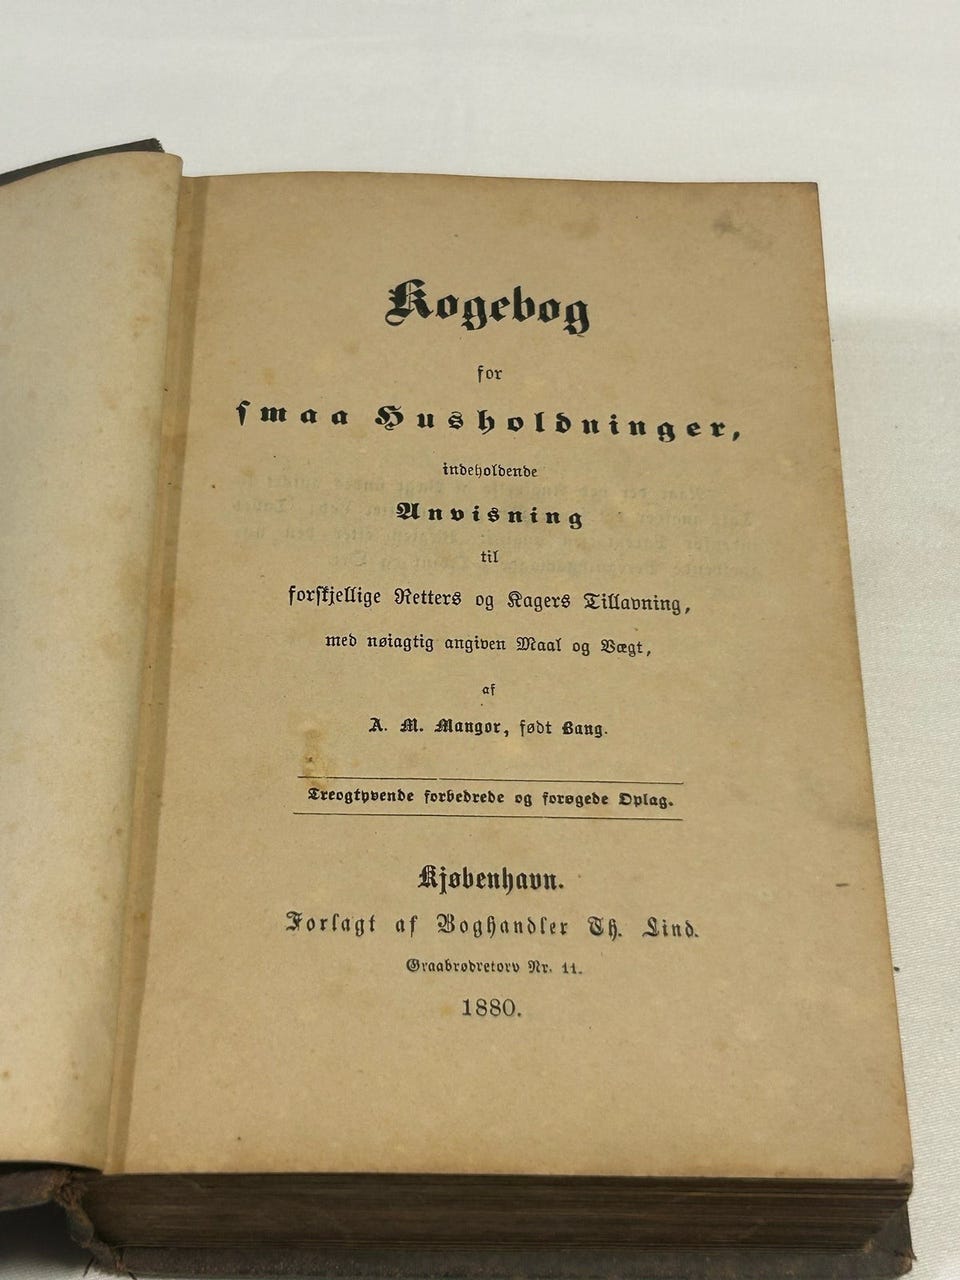 Kogebog
for
smaa Husholdninger,
indeholdende
Anvisning
til
forskjellige Retters og Kagers Tillavning,
med nøiagtig angiven Maal og Vægt,
af
A. M. Mangor, født Bang.
Treogtyvende forbedrede og forøgede Oplag.
Kjøbenhavn.
Forlagt af Boghandler Th. Lind.
Graabrødretorv Nr. 11.
1880.